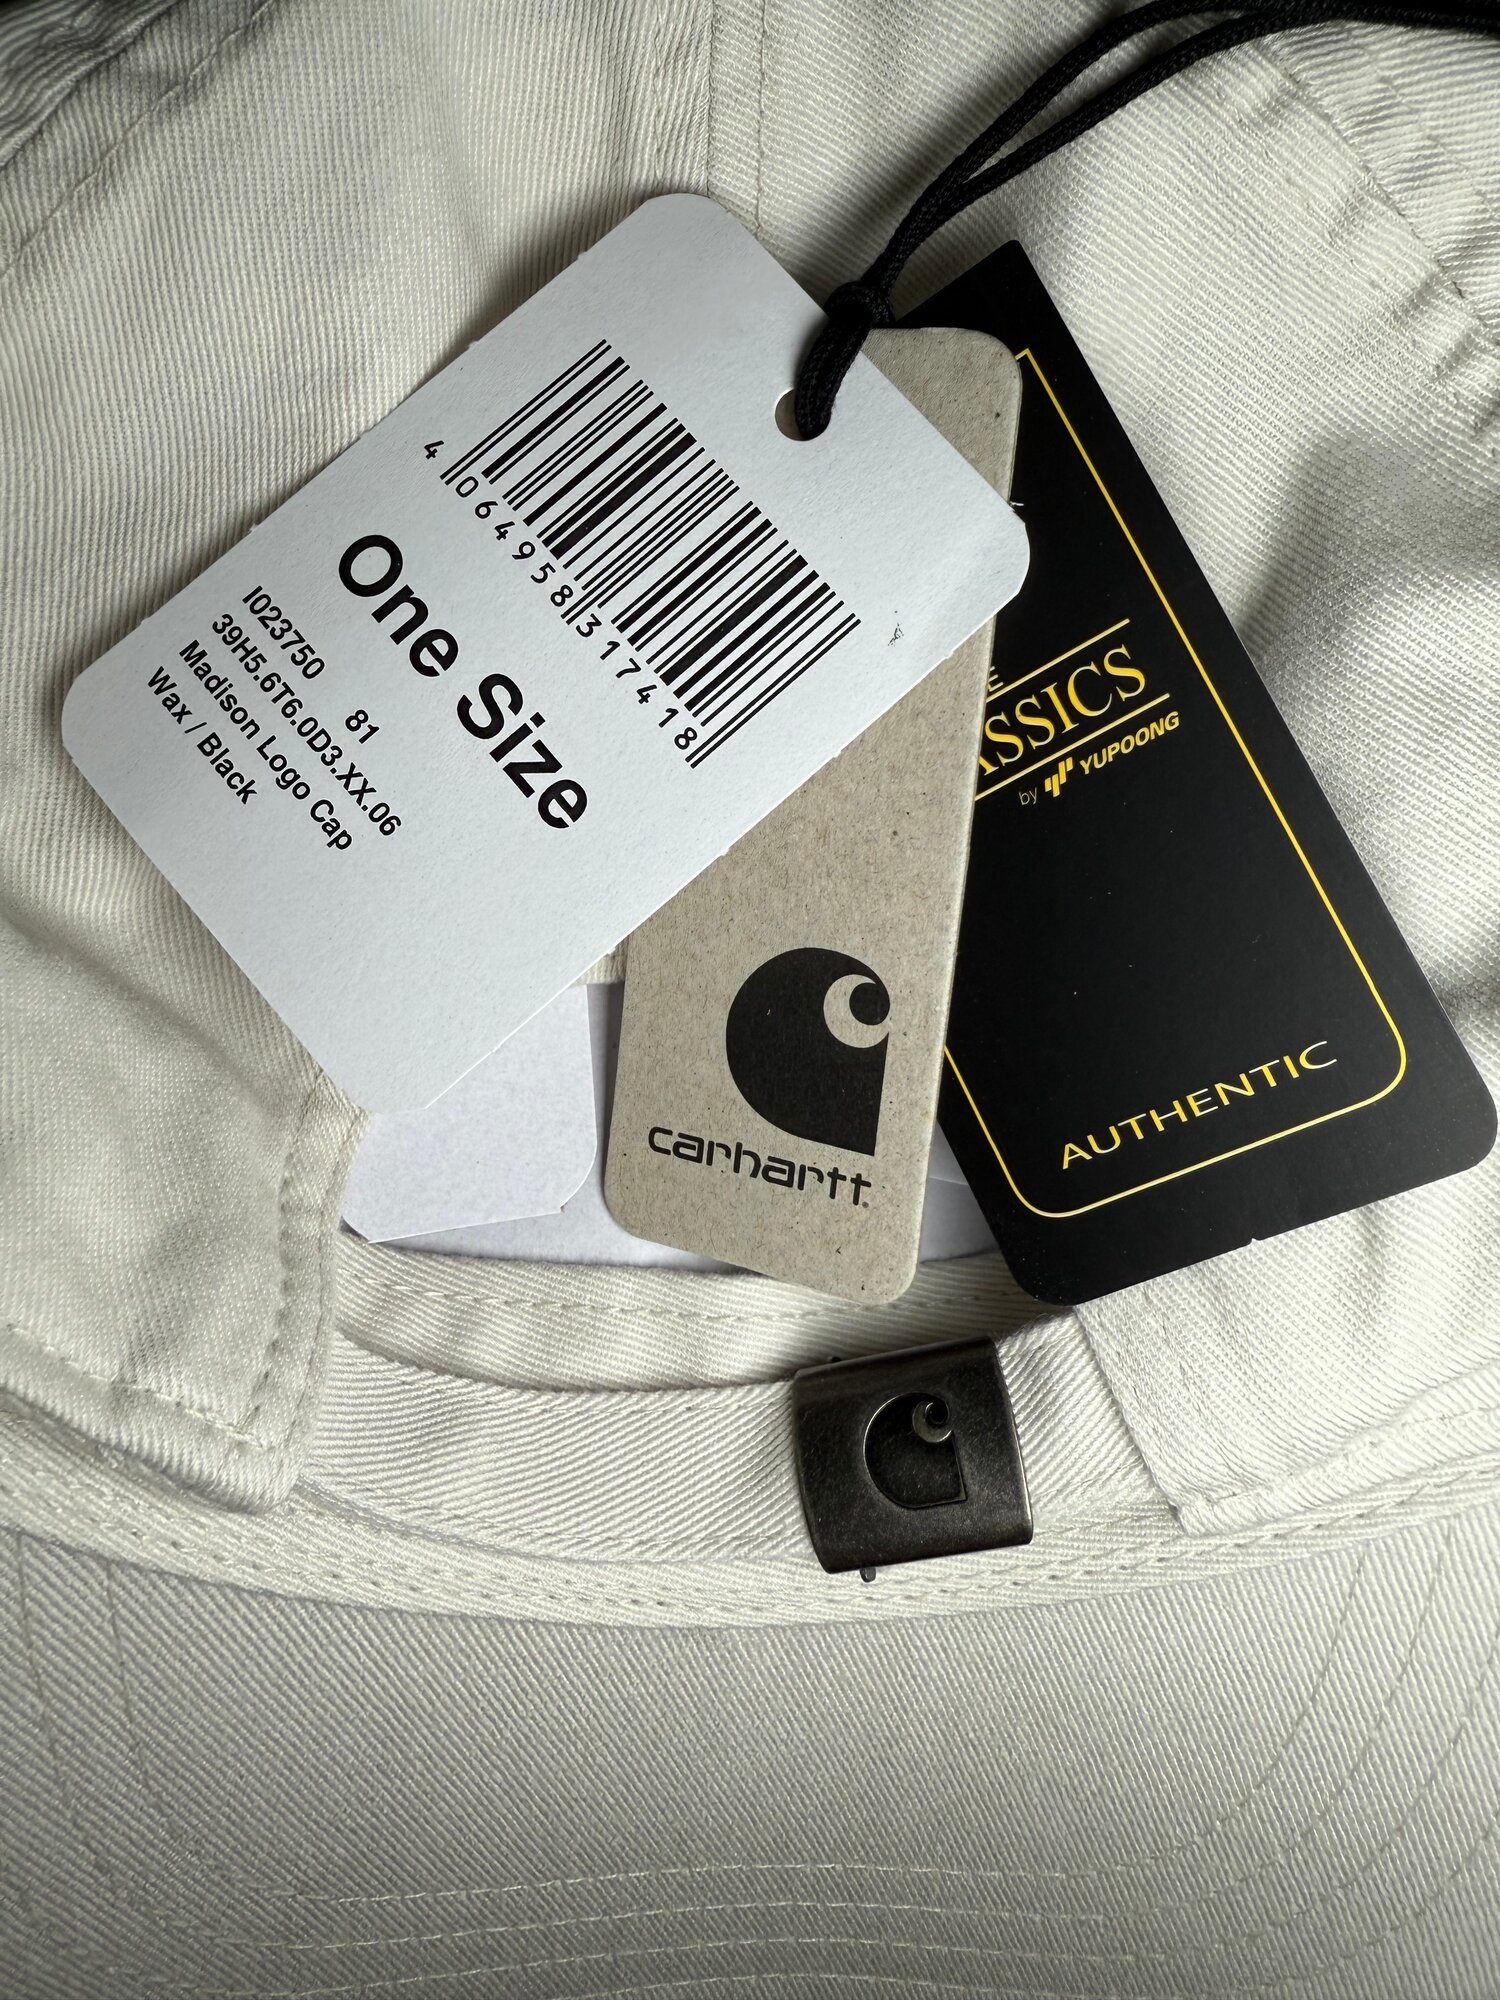 4 064958 317418
One Size
I023750 81
39H5.6T6.0D3.XX.06
Madison Logo Cap
Wax / Black
carhartt®
by YUPOONG
AUTHENTIC